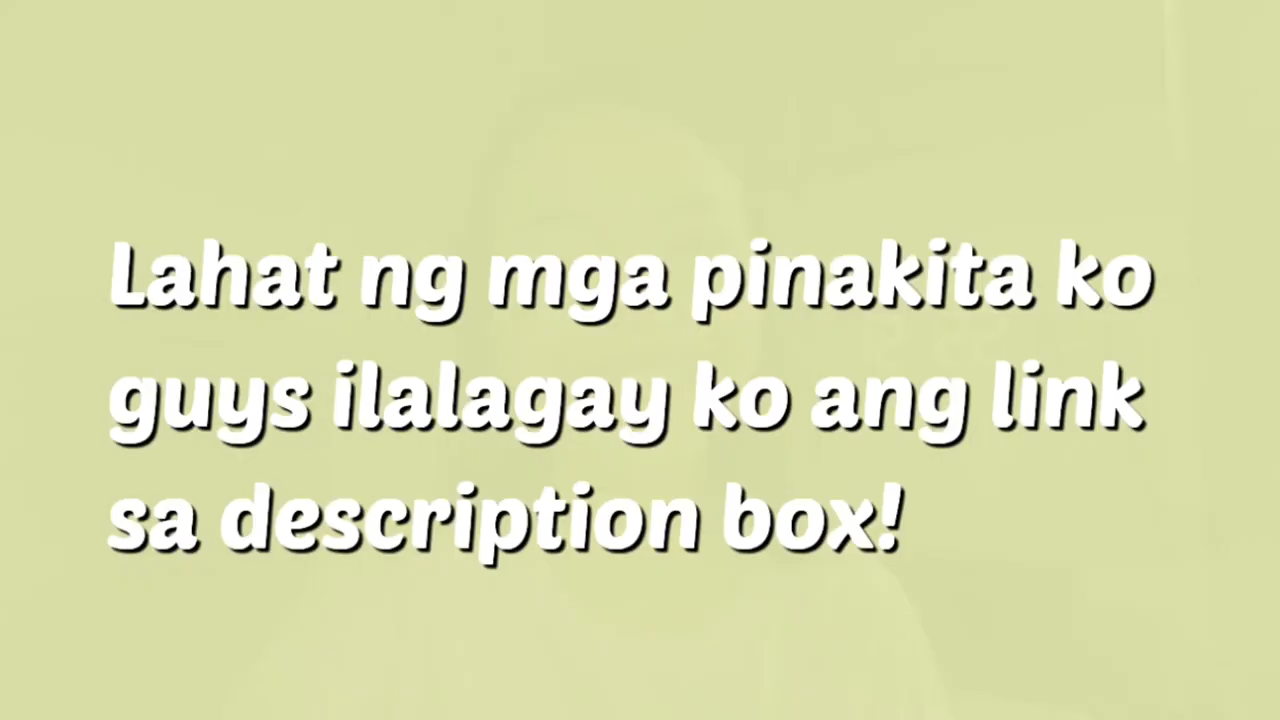 Lahat ng mga pinakita ko
guys ilalagay ko ang link
sa description box!